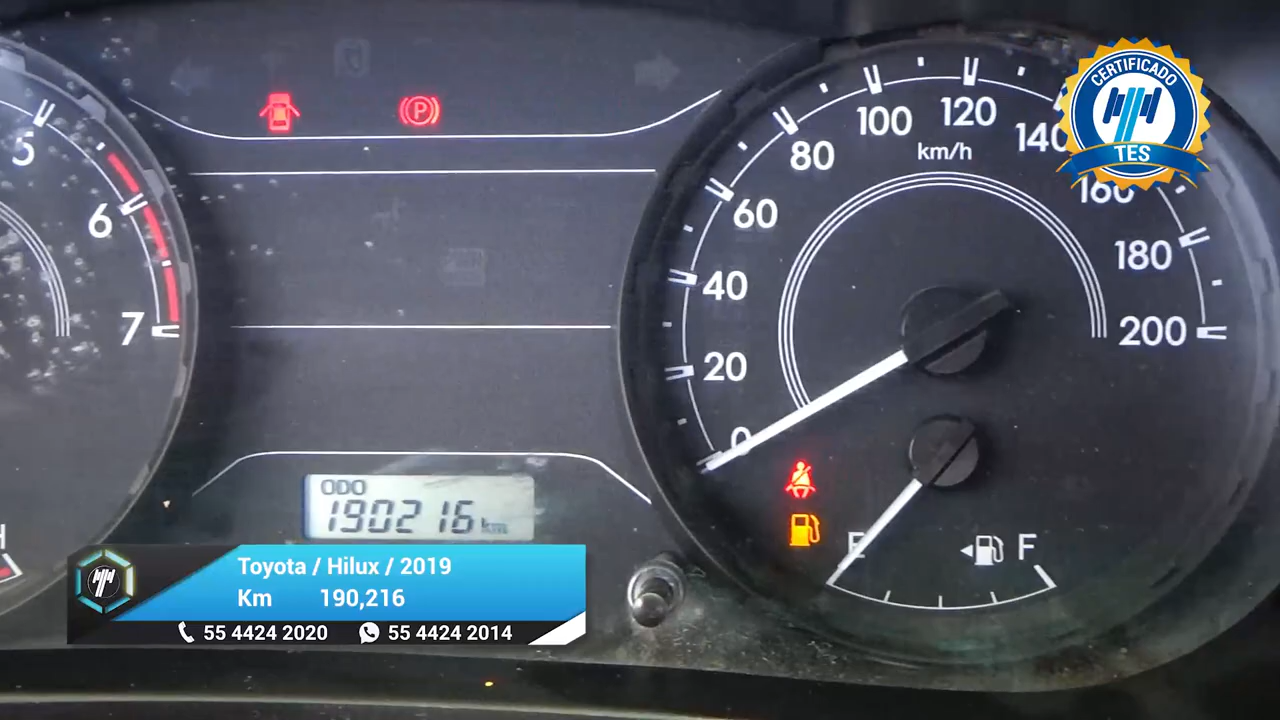 5
6
7
H
20
40
60
80
100
120
140
160
180
200
km/h
0
E
F
P
ODO
190216 km
CERTIFICADO
TES
Toyota / Hilux / 2019
Km 190,216
55 4424 2020 55 4424 2014